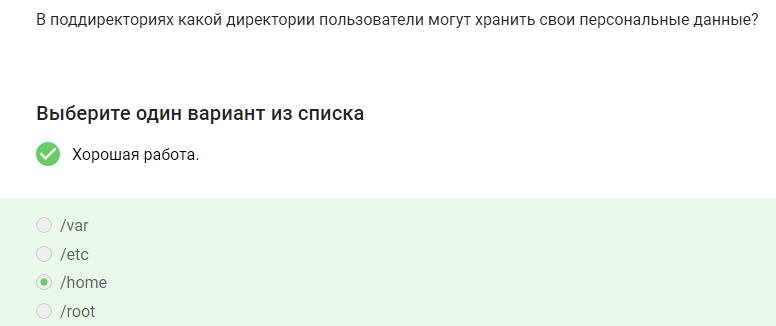 В поддиректориях какой директории пользователи могут хранить свои персональные данные?
Выберите один вариант из списка
Хорошая работа.
/var
/etc
/home
/root